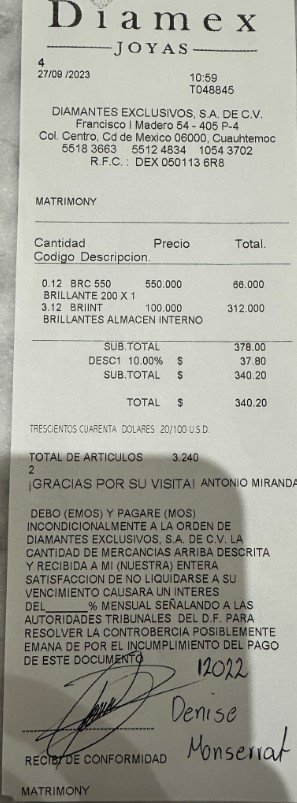 Diamex
JOYAS
4
27/09 /2023
10:59
T048845
DIAMANTES EXCLUSIVOS, S.A. DE C.V.
Francisco I Madero 54 - 405 P-4
Col. Centro, Cd de Mexico 06000, Cuauhtemoc
5518 3663 5512 4834 1054 3702
R.F.C. : DEX 050113 6R8
MATRIMONY
Cantidad Precio Total.
Codigo Descripcion.
0.12 BRC 550 550.000 66.000
BRILLANTE 200 X 1
3.12 BRIINT 100.000 312.000
BRILLANTES ALMACEN INTERNO
SUB.TOTAL 378.00
DESC1 10.00% $ 37.80
SUB.TOTAL $ 340.20
TOTAL $ 340.20
TRESCIENTOS CUARENTA DOLARES 20/100 U.S.D.
TOTAL DE ARTICULOS 3.240
2
¡GRACIAS POR SU VISITA! ANTONIO MIRANDA
DEBO (EMOS) Y PAGARE (MOS)
INCONDICIONALMENTE A LA ORDEN DE
DIAMANTES EXCLUSIVOS, S.A. DE C.V. LA
CANTIDAD DE MERCANCIAS ARRIBA DESCRITA
Y RECIBIDA A MI (NUESTRA) ENTERA
SATISFACCION DE NO LIQUIDARSE A SU
VENCIMIENTO CAUSARA UN INTERES
DEL______% MENSUAL SEÑALANDO A LAS
AUTORIDADES TRIBUNALES DEL D.F. PARA
RESOLVER LA CONTROBERCIA POSIBLEMENTE
EMANA DE POR EL INCUMPLIMIENTO DEL PAGO
DE ESTE DOCUMENTO
12022
Denise
Monserrat
RECIBI DE CONFORMIDAD
MATRIMONY